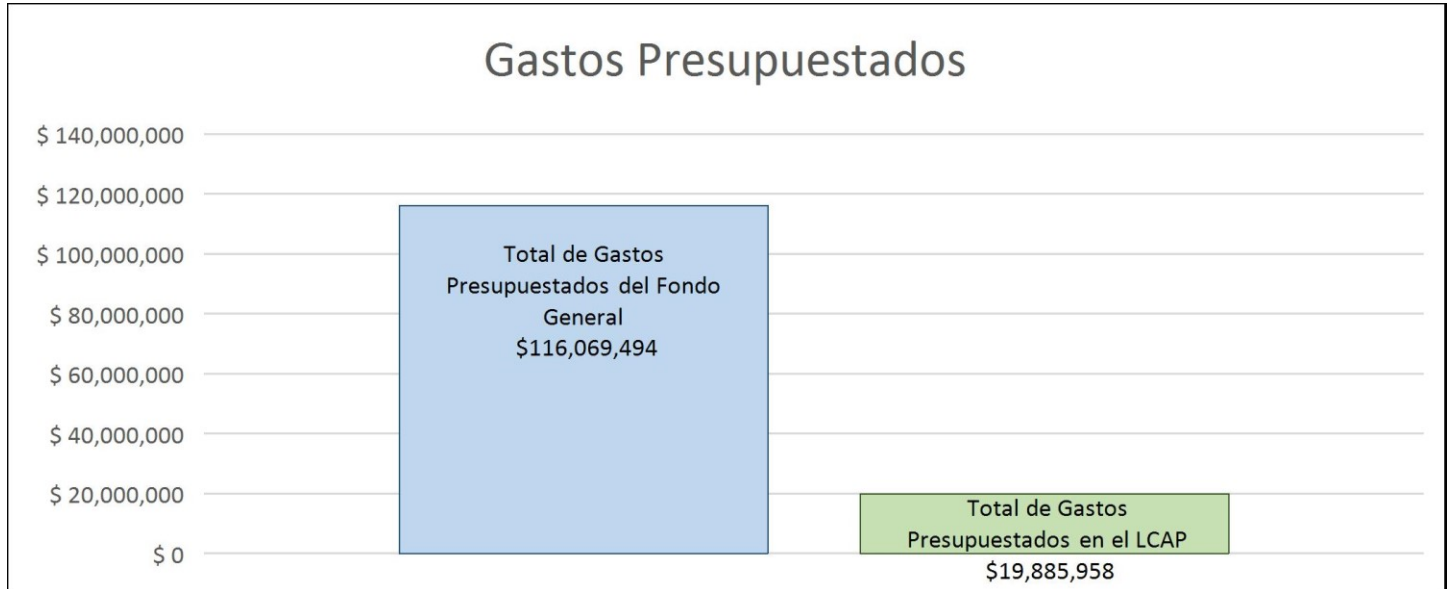 Gastos Presupuestados
$ 140,000,000
$ 120,000,000
$ 100,000,000
$ 80,000,000
$ 60,000,000
$ 40,000,000
$ 20,000,000
$ 0
Total de Gastos
Presupuestados del Fondo
General
$116,069,494
Total de Gastos
Presupuestados en el LCAP
$19,885,958